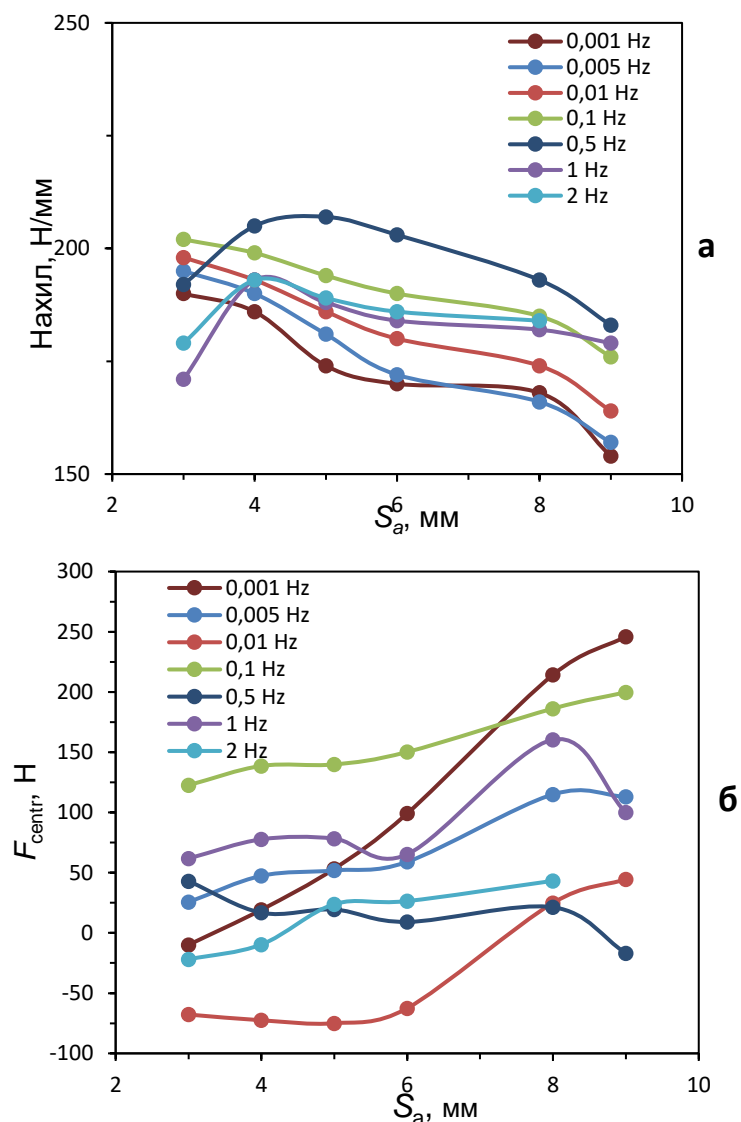 250
0,001 Hz
0,005 Hz
0,01 Hz
0,1 Hz
0,5 Hz
1 Hz
2 Hz
а
200
Нахил, Н/мм
150
2 4 6 8 10
Sa, мм
300
0,001 Hz
250
0,005 Hz
0,01 Hz
200
0,1 Hz
0,5 Hz
150
1 Hz
2 Hz
б
100
Fcentr, Н
50
0
-50
-100
2 4 6 8 10
Sa, мм